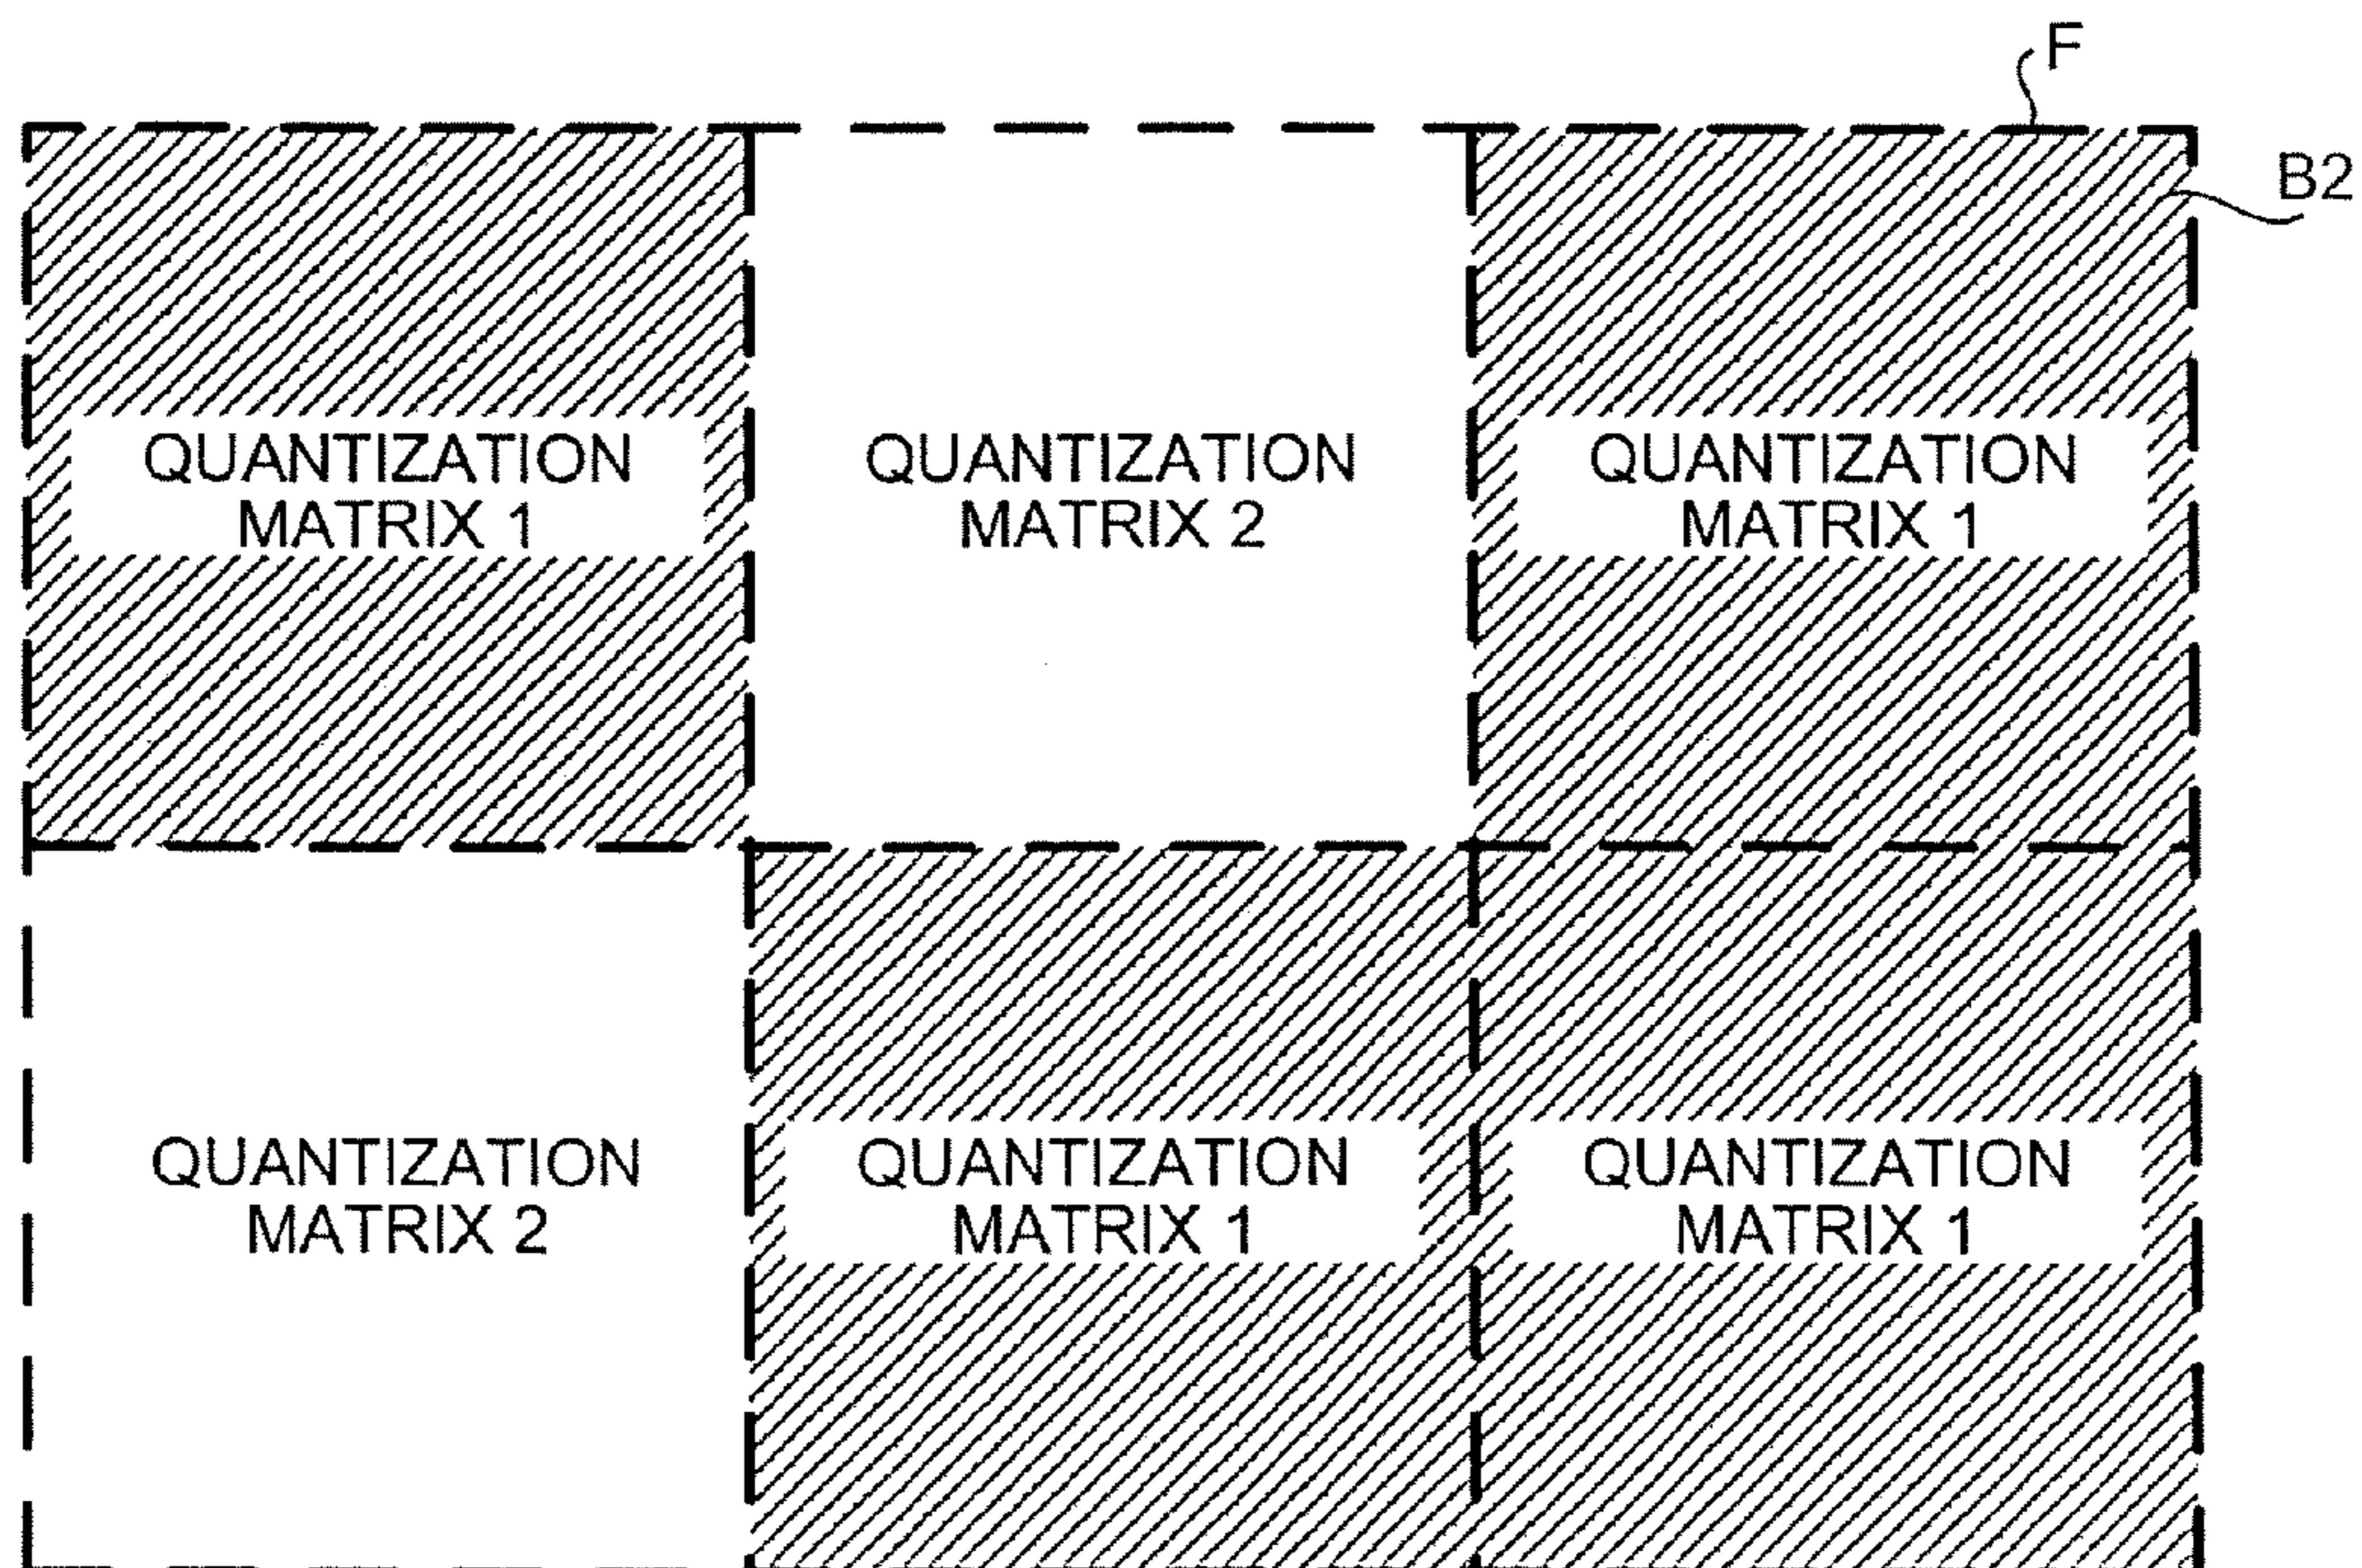 F
B2
QUANTIZATION
MATRIX 1
QUANTIZATION
MATRIX 2
QUANTIZATION
MATRIX 1
QUANTIZATION
MATRIX 2
QUANTIZATION
MATRIX 1
QUANTIZATION
MATRIX 1